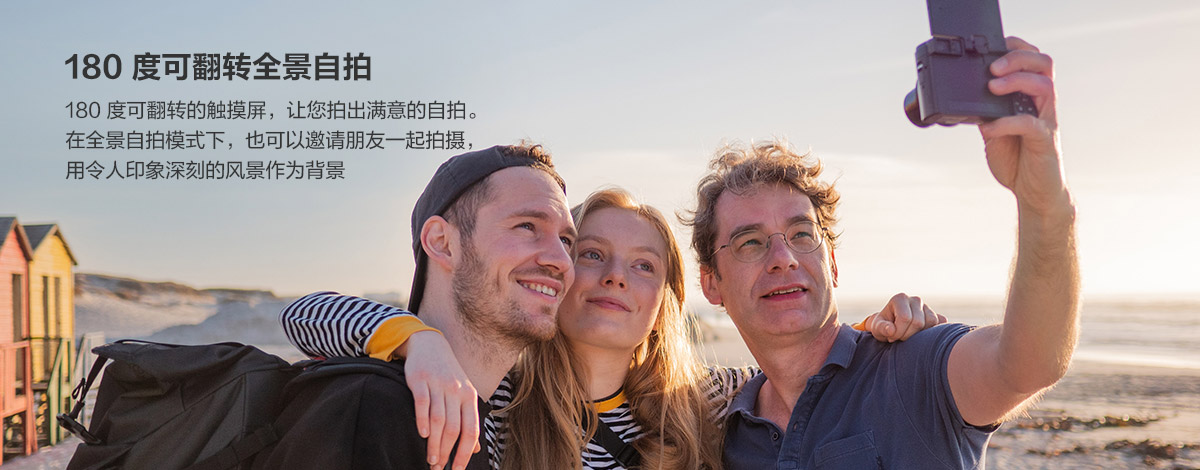 180 度可翻转全景自拍
180 度可翻转的触摸屏，让您拍出满意的自拍。
在全景自拍模式下，也可以邀请朋友一起拍摄，
用令人印象深刻的风景作为背景